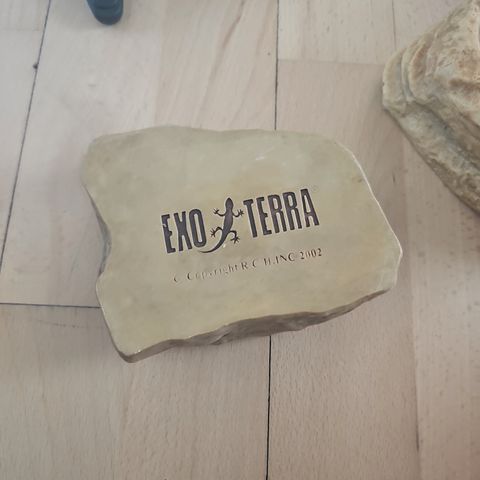 EXO TERRA®
© Copyright R.C.H.INC 2002